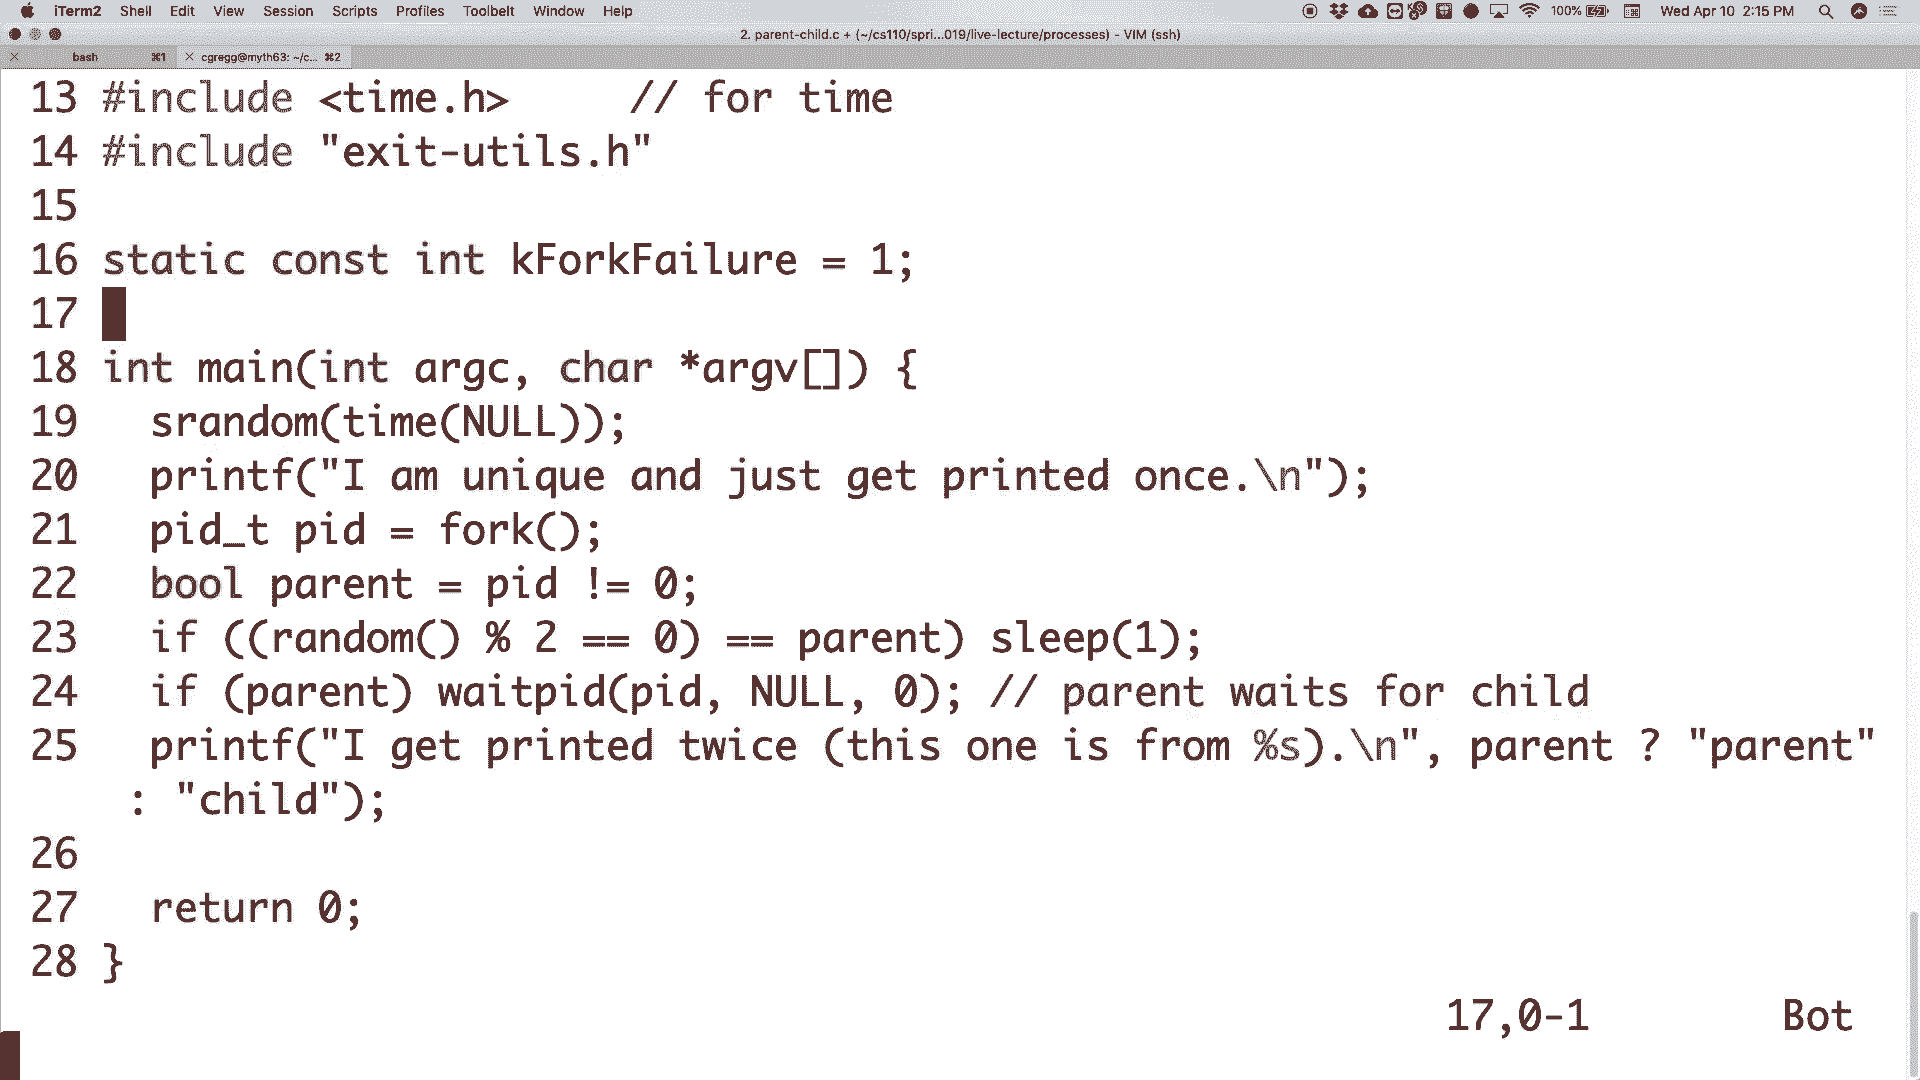 iTerm2 Shell Edit View Session Scripts Profiles Toolbelt Window Help 100% Wed Apr 10 2:15 PM
2. parent-child.c + (~/cs110/spri...019/live-lecture/processes) - VIM (ssh)
bash ⌘1 cgregg@myth63: ~/c... ⌘2
13 #include <time.h>     // for time
14 #include "exit-utils.h"
15
16 static const int kForkFailure = 1;
17
18 int main(int argc, char *argv[]) {
19   srandom(time(NULL));
20   printf("I am unique and just get printed once.\n");
21   pid_t pid = fork();
22   bool parent = pid != 0;
23   if ((random() % 2 == 0) == parent) sleep(1);
24   if (parent) waitpid(pid, NULL, 0); // parent waits for child
25   printf("I get printed twice (this one is from %s).\n", parent ? "parent"
: "child");
26
27   return 0;
28 }
17,0-1 Bot